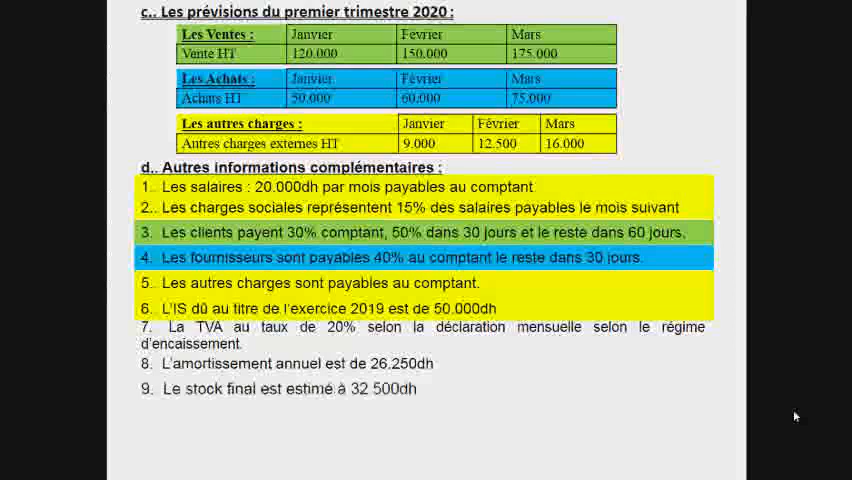 c.. Les prévisions du premier trimestre 2020 :
Les Ventes : Janvier Février Mars
Vente HT 120.000 150.000 175.000
Les Achats : Janvier Février Mars
Achats HT 50.000 60.000 75.000
Les autres charges : Janvier Février Mars
Autres charges externes HT 9.000 12.500 16.000
d.. Autres informations complémentaires :
1.. Les salaires : 20.000dh par mois payables au comptant
2.. Les charges sociales représentent 15% des salaires payables le mois suivant
3. Les clients payent 30% comptant, 50% dans 30 jours et le reste dans 60 jours.
4. Les fournisseurs sont payables 40% au comptant le reste dans 30 jours.
5. Les autres charges sont payables au comptant.
6. L'IS dû au titre de l'exercice 2019 est de 50.000dh
7. La TVA au taux de 20% selon la déclaration mensuelle selon le régime
d'encaissement.
8. L'amortissement annuel est de 26.250dh
9. Le stock final est estimé à 32.500dh